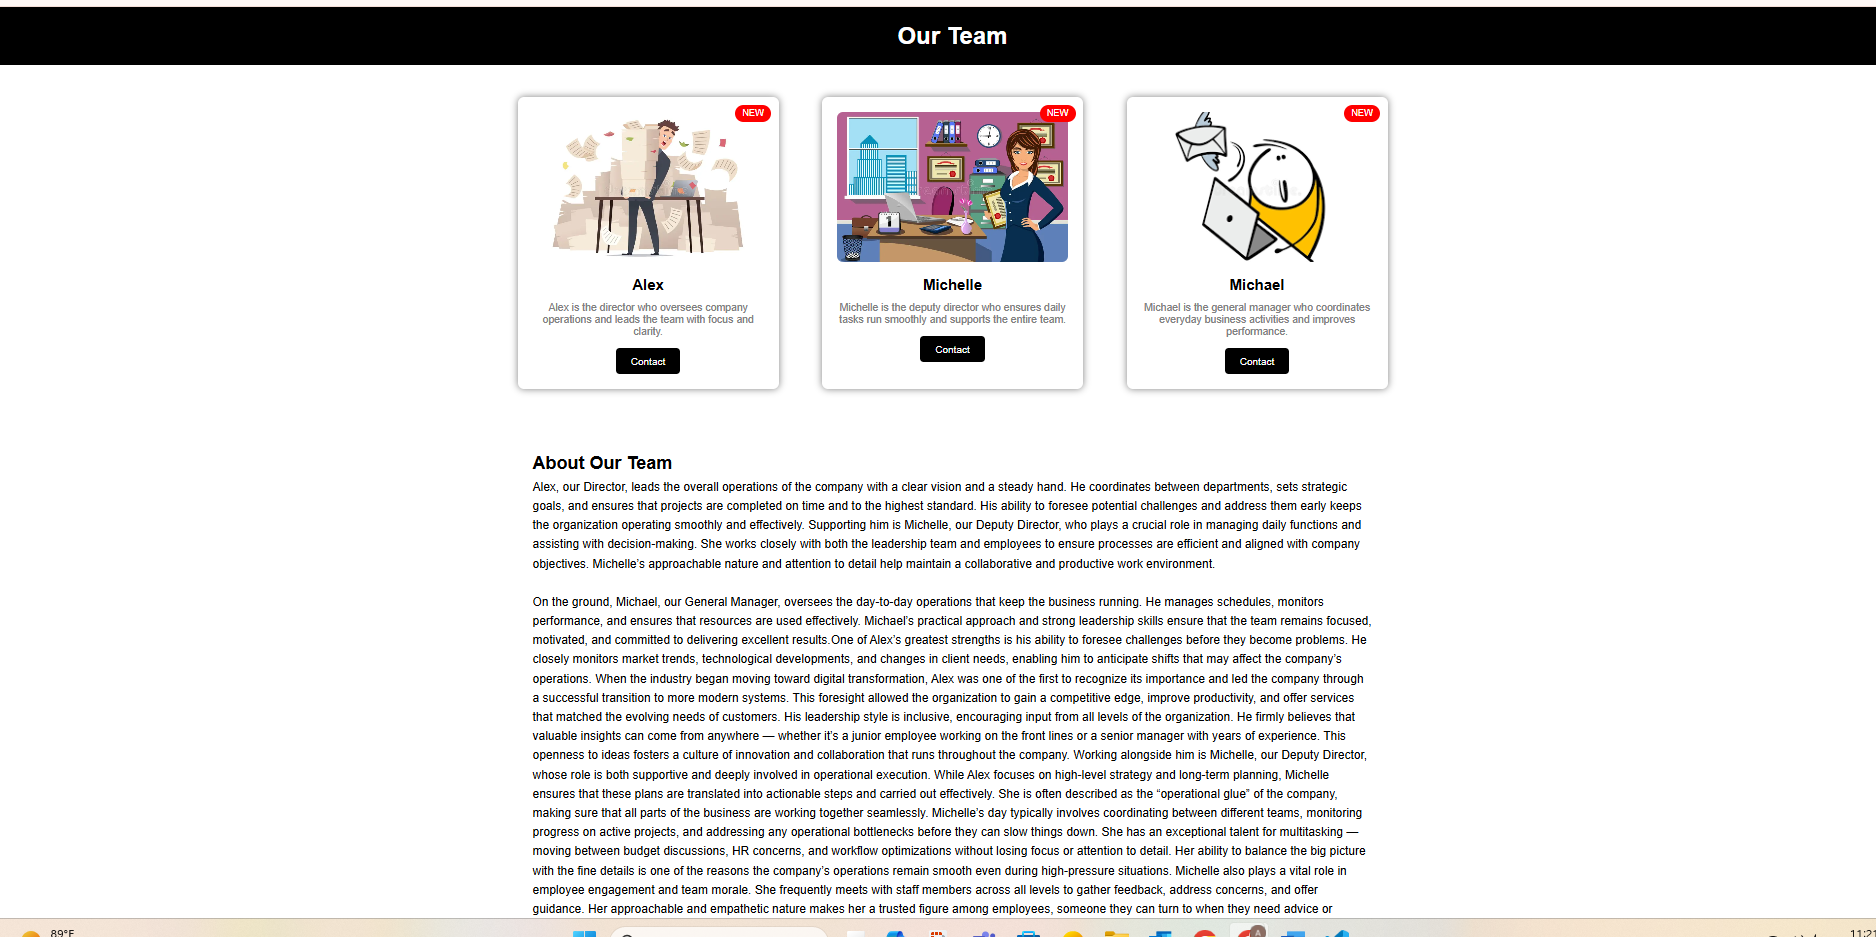 Our Team
NEW
NEW
NEW
1
Alex
Alex is the director who oversees company
operations and leads the team with focus and
clarity.
Contact
Michelle
Michelle is the deputy director who ensures daily
tasks run smoothly and supports the entire team.
Contact
Michael
Michael is the general manager who coordinates
everyday business activities and improves
performance.
Contact
About Our Team
Alex, our Director, leads the overall operations of the company with a clear vision and a steady hand. He coordinates between departments, sets strategic
goals, and ensures that projects are completed on time and to the highest standard. His ability to foresee potential challenges and address them early keeps
the organization operating smoothly and effectively. Supporting him is Michelle, our Deputy Director, who plays a crucial role in managing daily functions and
assisting with decision-making. She works closely with both the leadership team and employees to ensure processes are efficient and aligned with company
objectives. Michelle’s approachable nature and attention to detail help maintain a collaborative and productive work environment.
On the ground, Michael, our General Manager, oversees the day-to-day operations that keep the business running. He manages schedules, monitors
performance, and ensures that resources are used effectively. Michael’s practical approach and strong leadership skills ensure that the team remains focused,
motivated, and committed to delivering excellent results.One of Alex’s greatest strengths is his ability to foresee challenges before they become problems. He
closely monitors market trends, technological developments, and changes in client needs, enabling him to anticipate shifts that may affect the company’s
operations. When the industry began moving toward digital transformation, Alex was one of the first to recognize its importance and led the company through
a successful transition to more modern systems. This foresight allowed the organization to gain a competitive edge, improve productivity, and offer services
that matched the evolving needs of customers. His leadership style is inclusive, encouraging input from all levels of the organization. He firmly believes that
valuable insights can come from anywhere — whether it’s a junior employee working on the front lines or a senior manager with years of experience. This
openness to ideas fosters a culture of innovation and collaboration that runs throughout the company. Working alongside him is Michelle, our Deputy Director,
whose role is both supportive and deeply involved in operational execution. While Alex focuses on high-level strategy and long-term planning, Michelle
ensures that these plans are translated into actionable steps and carried out effectively. She is often described as the “operational glue” of the company,
making sure that all parts of the business are working together seamlessly. Michelle’s day typically involves coordinating between different teams, monitoring
progress on active projects, and addressing any operational bottlenecks before they can slow things down. She has an exceptional talent for multitasking —
moving between budget discussions, HR concerns, and workflow optimizations without losing focus or attention to detail. Her ability to balance the big picture
with the fine details is one of the reasons the company’s operations remain smooth even during high-pressure situations. Michelle also plays a vital role in
employee engagement and team morale. She frequently meets with staff members across all levels to gather feedback, address concerns, and offer
guidance. Her approachable and empathetic nature makes her a trusted figure among employees, someone they can turn to when they need advice or
89°F